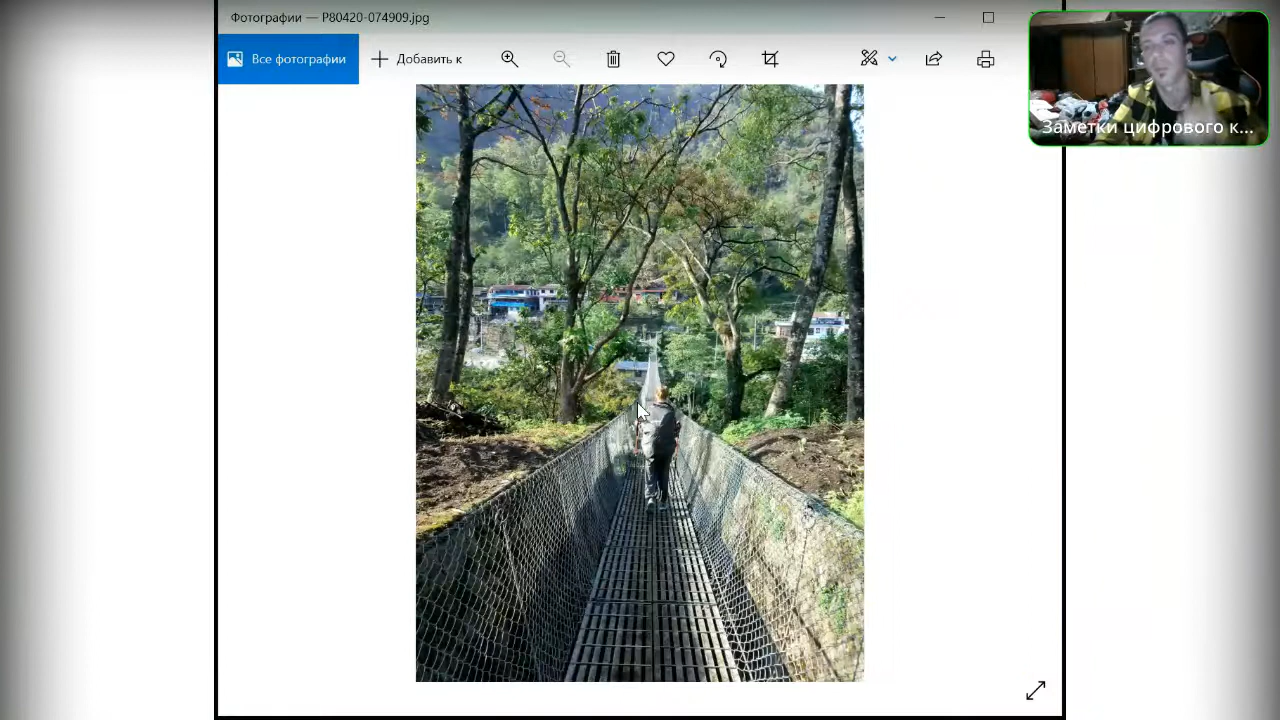 Фотографии — P80420-074909.jpg
Все фотографии
Добавить к
Заметки цифрового к...